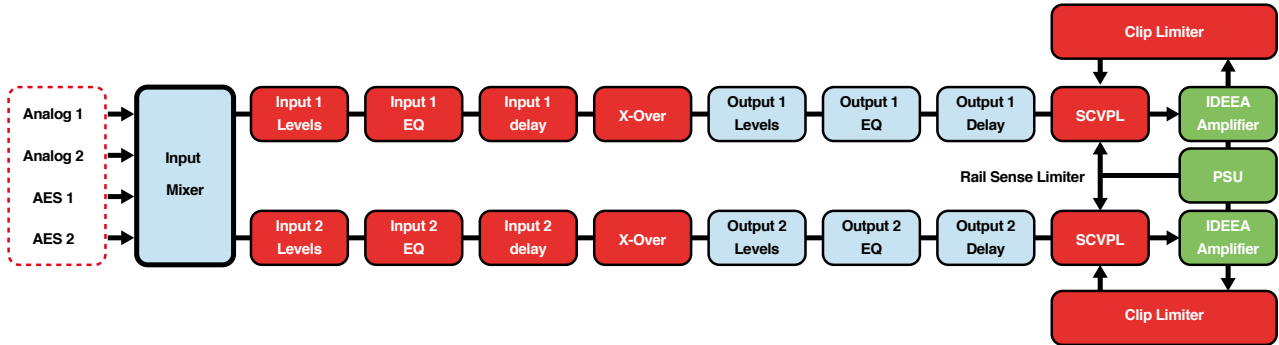 Clip Limiter
Analog 1
Analog 2
AES 1
AES 2
Input
Mixer
Input 1
Levels
Input 1
EQ
Input 1
delay
X-Over
Output 1
Levels
Output 1
EQ
Output 1
Delay
SCVPL
IDEEA
Amplifier
Rail Sense Limiter
PSU
Input 2
Levels
Input 2
EQ
Input 2
delay
X-Over
Output 2
Levels
Output 2
EQ
Output 2
Delay
SCVPL
IDEEA
Amplifier
Clip Limiter